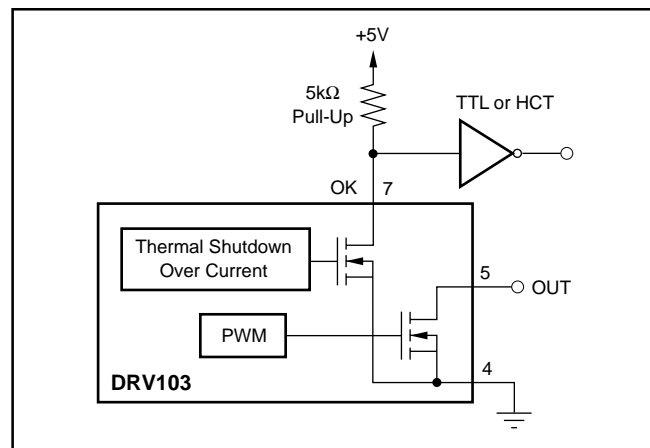 +5V
5kΩ
Pull-Up
TTL or HCT
OK 7
Thermal Shutdown
Over Current
5
OUT
PWM
4
DRV103